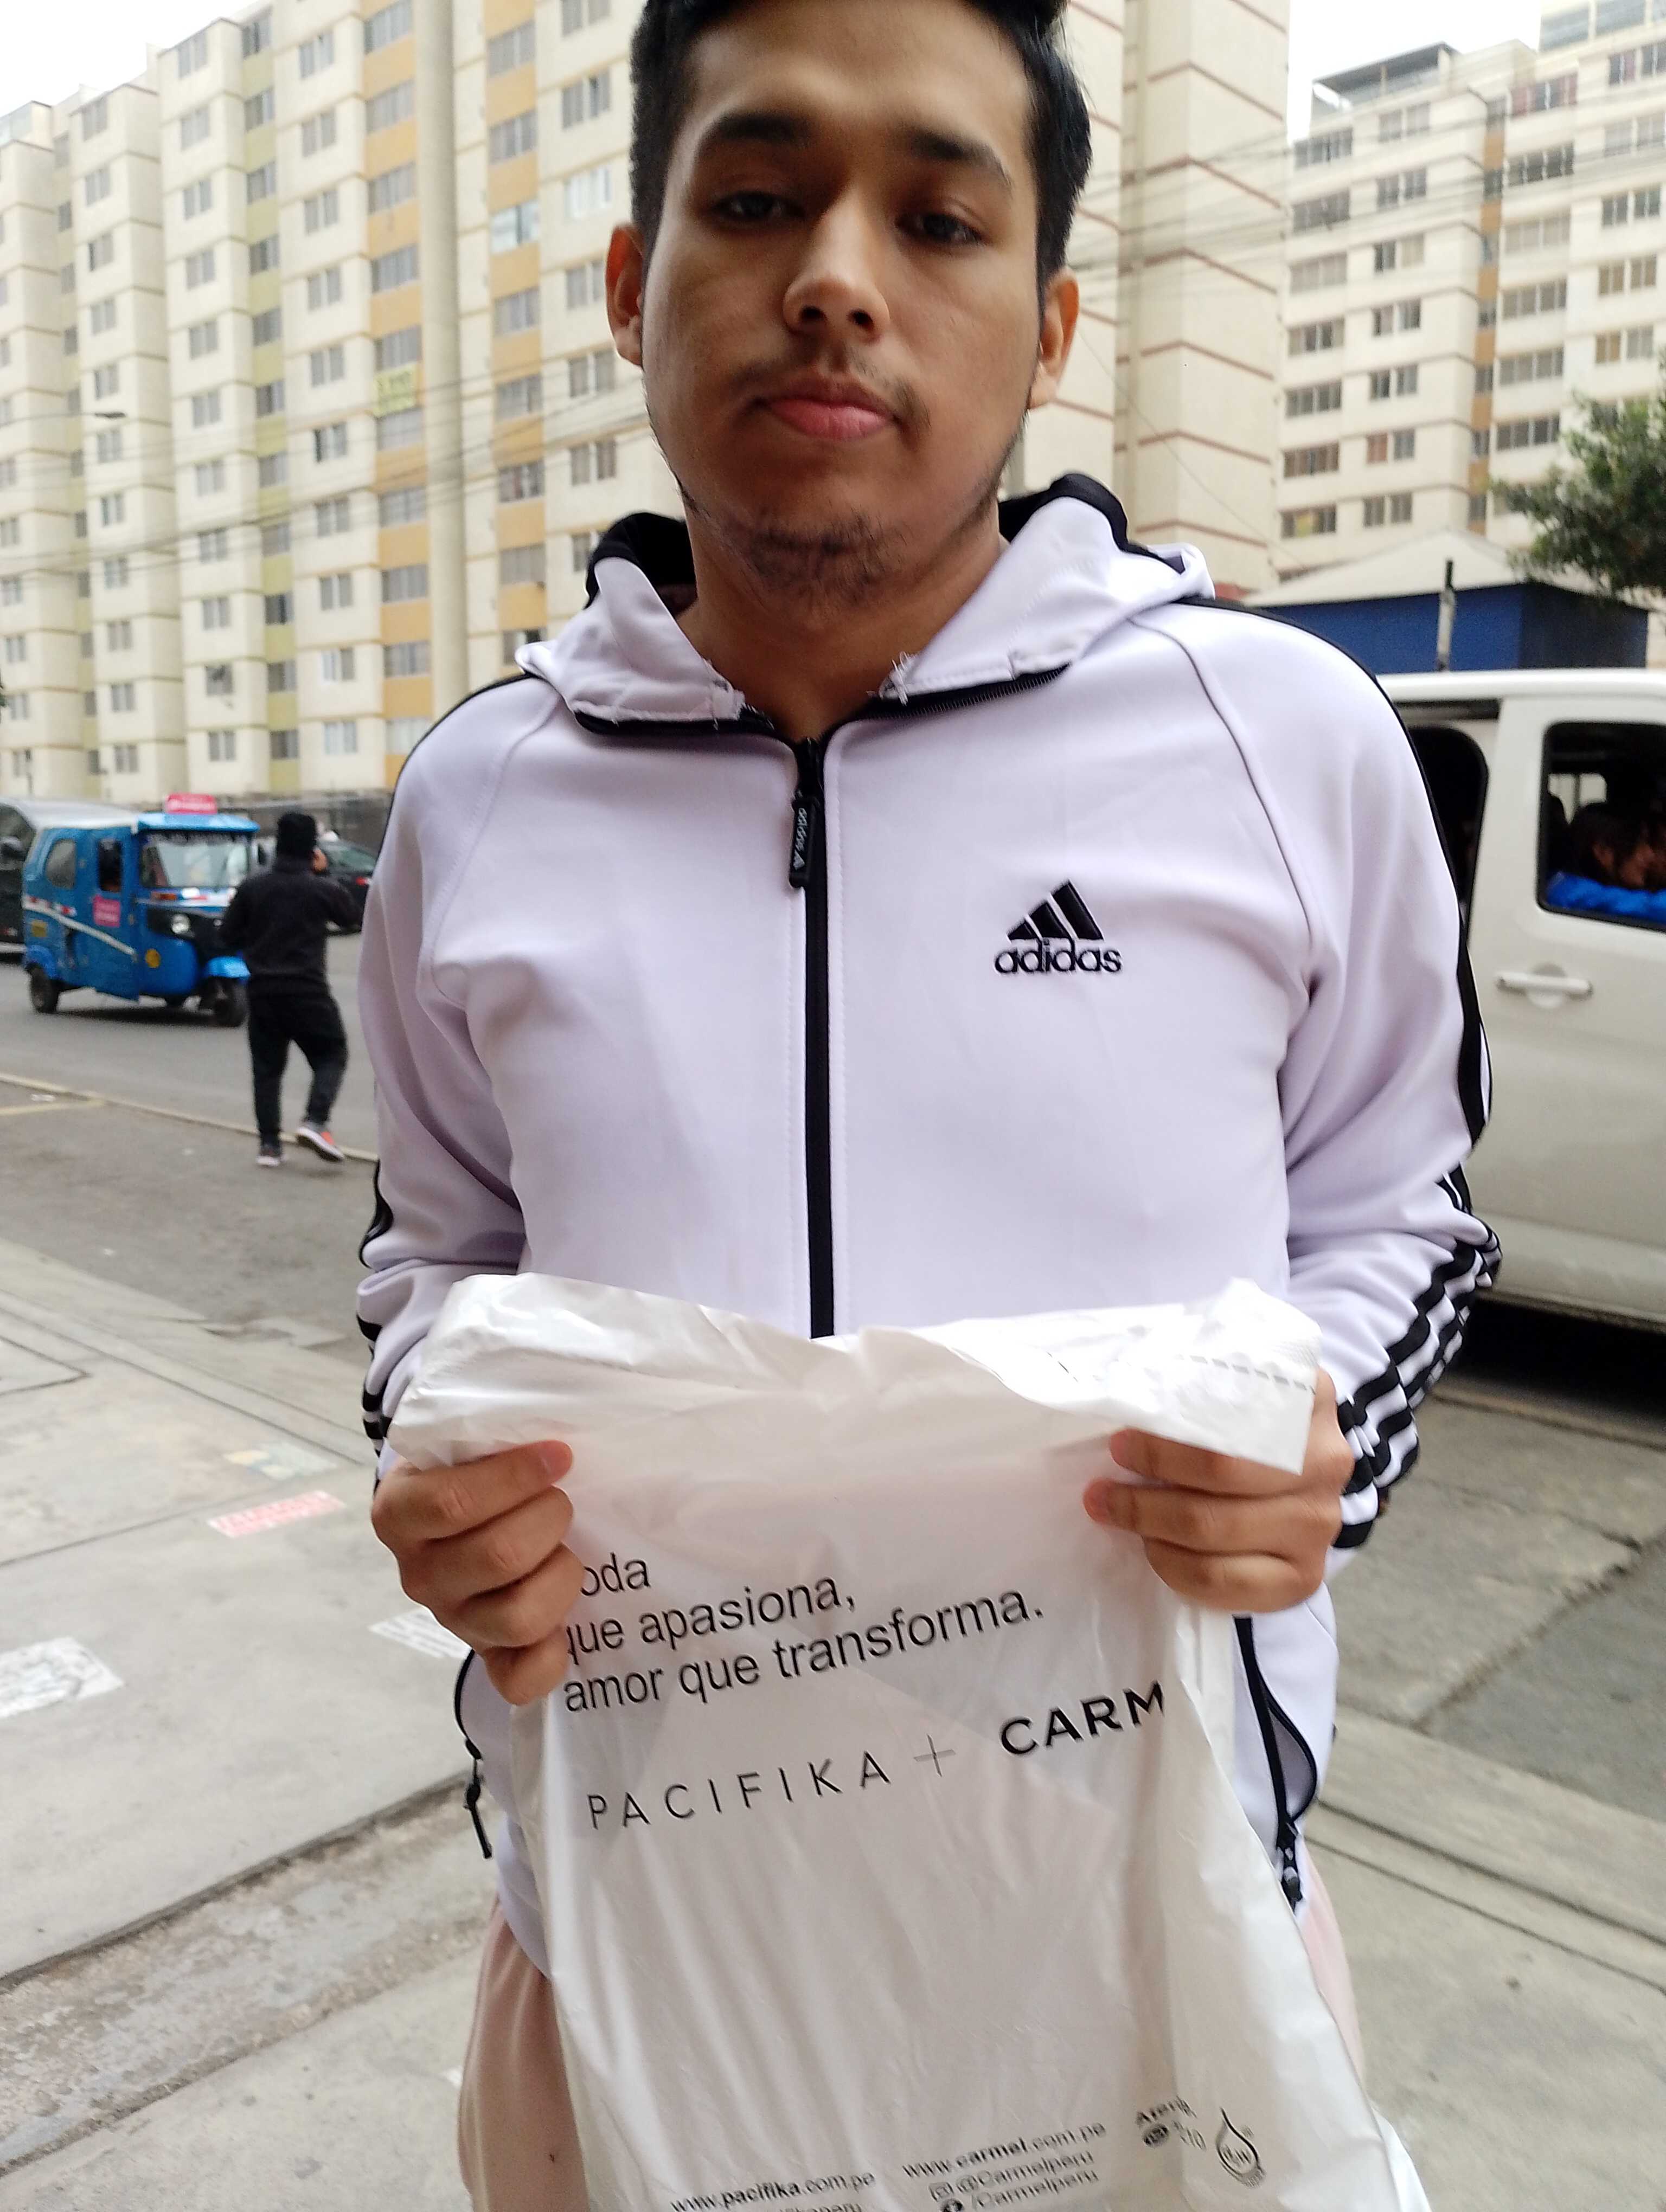 adidas
adidas
oda
que apasiona,
amor que transforma.
PACIFIKA + CARM
www.carmel.com.pe
@Carmelperu
/Carmelperu
www.pacifika.com.pe